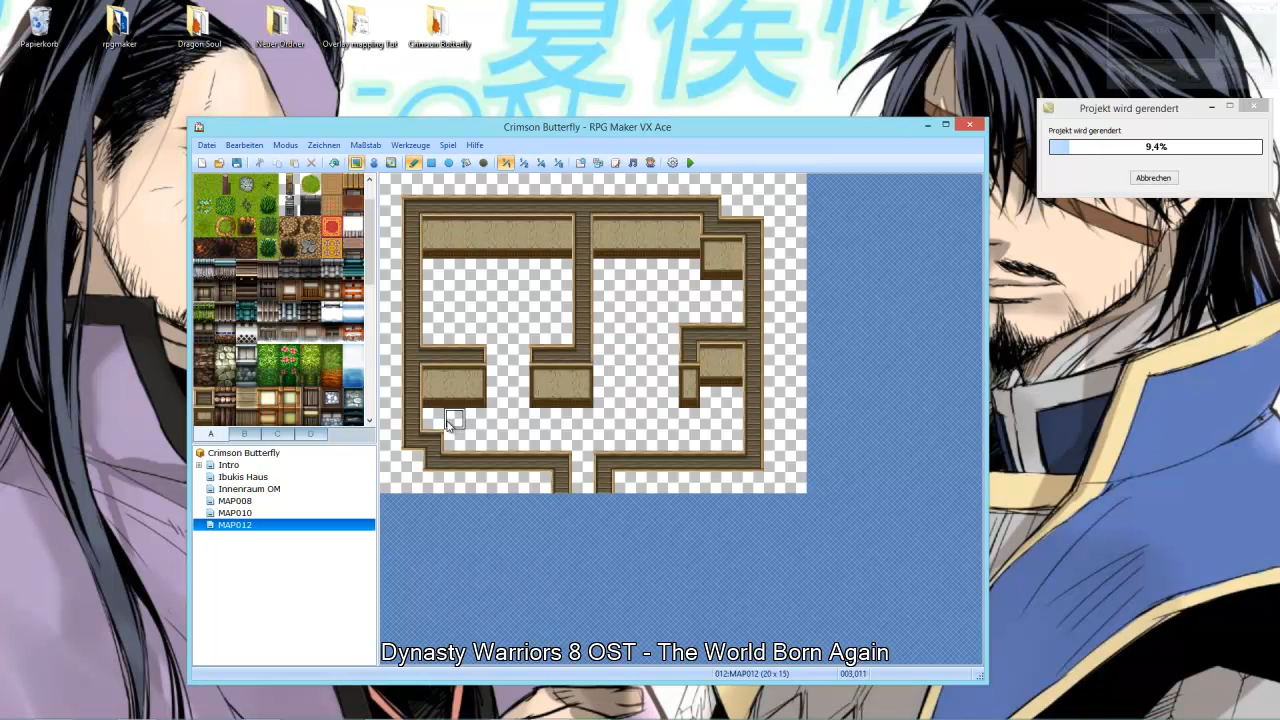 夏侯
Papierkorb
rpgmaker
Dragon Soul
Neuer Ordner
Overlay mapping Tut
Crimson Butterfly
Projekt wird gerendert
Projekt wird gerendert
9,4%
Abbrechen
Crimson Butterfly - RPG Maker VX Ace
Datei Bearbeiten Modus Zeichnen Maßstab Werkzeuge Spiel Hilfe
A B C D
Crimson Butterfly
Intro
Ibukis Haus
Innenraum OM
MAP008
MAP010
MAP012
Dynasty Warriors 8 OST - The World Born Again
012:MAP012 (20 x 15) 003,011